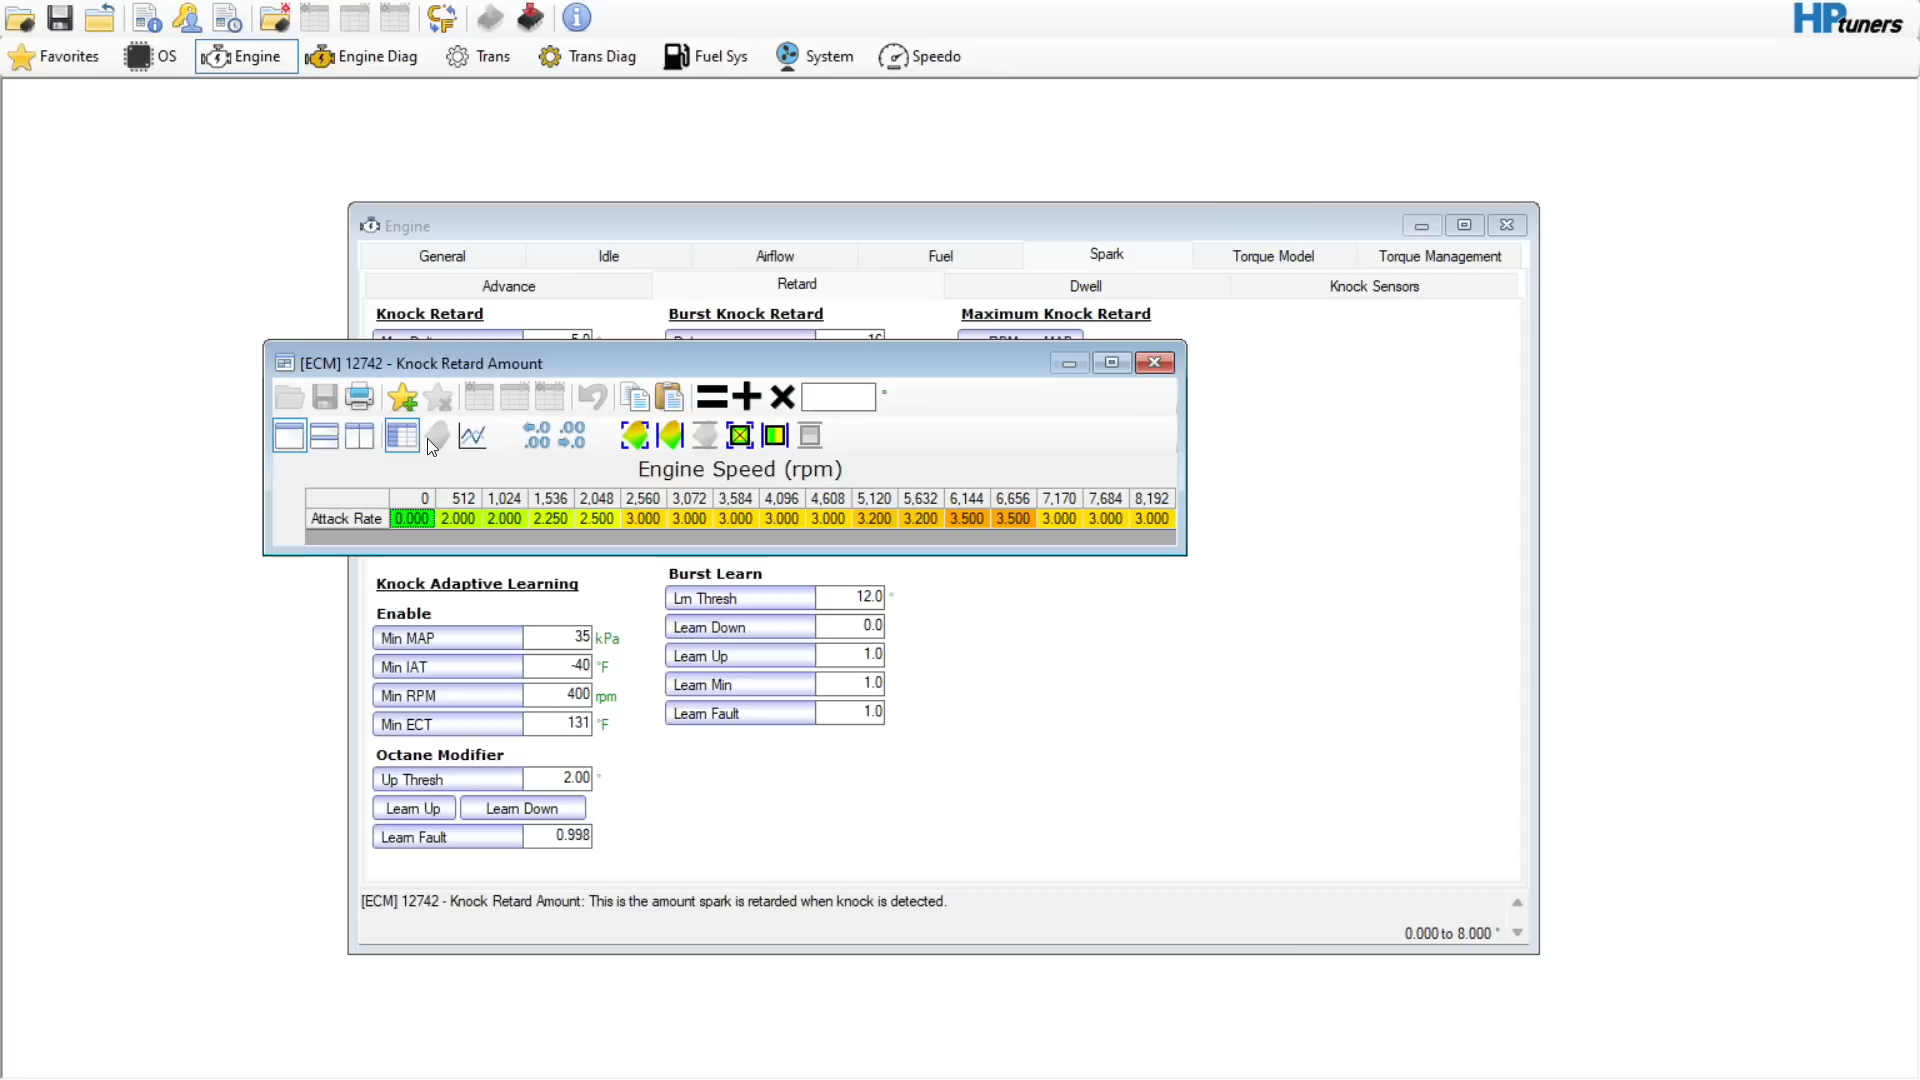 HPtuners
Favorites OS Engine Engine Diag Trans Trans Diag Fuel Sys System Speedo
Engine
General Idle Airflow Fuel Spark Torque Model Torque Management
Advance Retard Dwell Knock Sensors
Knock Retard Burst Knock Retard Maximum Knock Retard
[ECM] 12742 - Knock Retard Amount
Engine Speed (rpm)
0 512 1,024 1,536 2,048 2,560 3,072 3,584 4,096 4,608 5,120 5,632 6,144 6,656 7,170 7,684 8,192
Attack Rate 0.000 2.000 2.000 2.250 2.500 3.000 3.000 3.000 3.000 3.000 3.200 3.200 3.500 3.500 3.000 3.000 3.000
Knock Adaptive Learning
Enable
Min MAP 35 kPa
Min IAT -40 °F
Min RPM 400 rpm
Min ECT 131 °F
Octane Modifier
Up Thresh 2.00 °
Learn Up Learn Down
Learn Fault 0.998
Burst Learn
Lrn Thresh 12.0 °
Learn Down 0.0
Learn Up 1.0
Learn Min 1.0
Learn Fault 1.0
[ECM] 12742 - Knock Retard Amount: This is the amount spark is retarded when knock is detected.
0.000 to 8.000 °